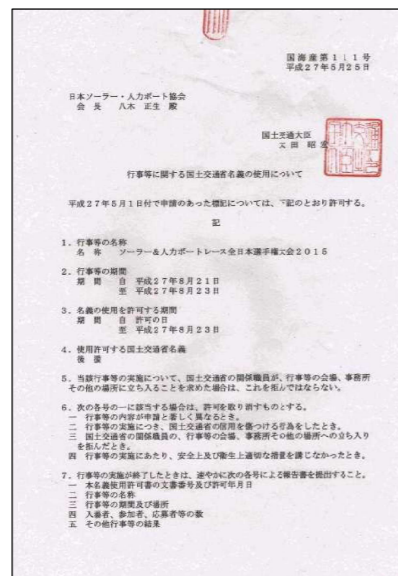 国海産第111号
平成27年5月25日
日本ソーラー・人力ボート協会
会長 八木 正生 殿
国土交通大臣
太田 昭宏
行事等に関する国土交通省名義の使用について
平成27年5月1日付で申請のあった標記については、下記のとおり許可する。
記
1．行事等の名称
名 称 ソーラー＆人力ボートレース全日本選手権大会2015
2．行事等の期間
期 間 自 平成27年8月21日
至 平成27年8月23日
3．名義の使用を許可する期間
期 間 自 許可の日
至 平成27年8月23日
4．使用許可する国土交通省名義
後 援
5．当該行事等の実施について、国土交通省の関係職員が、行事等の会場、事務所
その他の場所に立ち入ることを求めた場合は、これを拒んではならない。
6．次の各号の一に該当する場合は、許可を取り消すものとする。
一 行事等の内容が申請と著しく異なるとき。
二 行事等の実施につき、国土交通省の信用を傷つける行為をしたとき。
三 国土交通省の関係職員の、行事等の会場、事務所その他の場所への立ち入り
を拒んだとき。
四 行事等の実施にあたり、安全上及び衛生上適切な措置を講じなかったとき。
7．行事等の実施が終了したときは、速やかに次の各号による報告書を提出すること。
一 本名義使用許可書の文書番号及び許可年月日
二 行事等の名称
三 行事等の期間及び場所
四 入場者、参加者、応募者等の数
五 その他行事等の結果